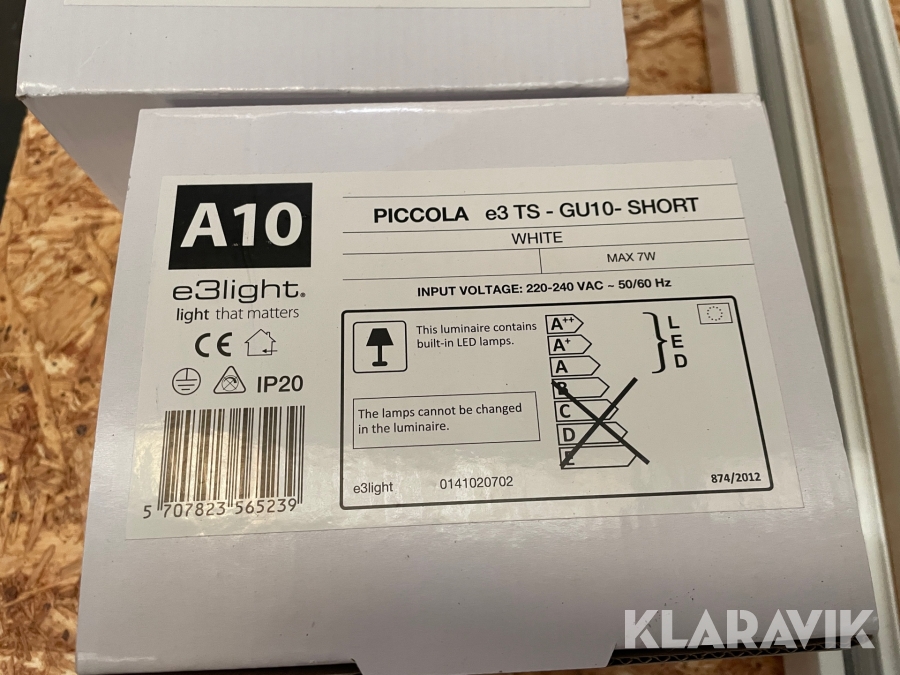 A10
e3light®
light that matters
CE
IP20
5 707823 565239
PICCOLA e3 TS - GU10- SHORT
WHITE
MAX 7W
INPUT VOLTAGE: 220-240 VAC ~ 50/60 Hz
This luminaire contains
built-in LED lamps.
The lamps cannot be changed
in the luminaire.
A++
A+
A
B
C
D
E
L
E
D
e3light
0141020702
874/2012
KLARAVIK